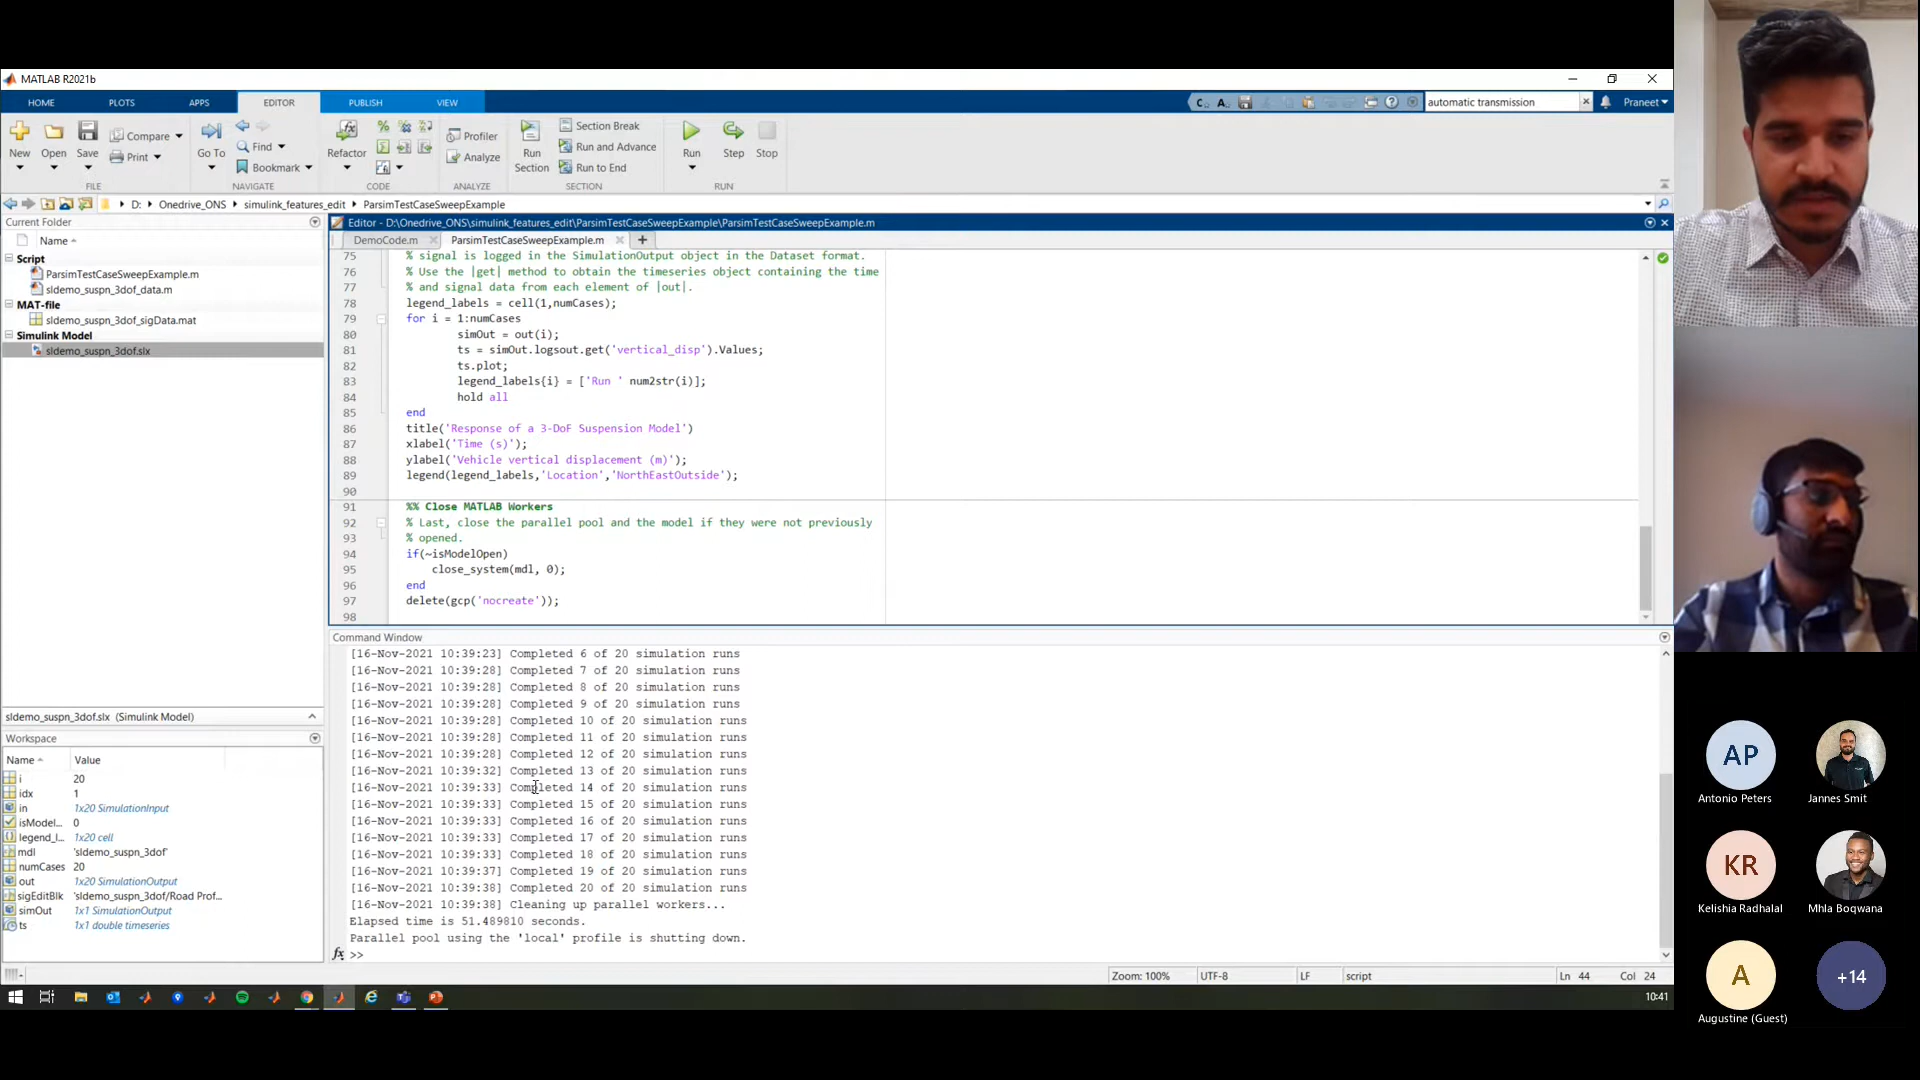 MATLAB R2021b
HOME PLOTS APPS EDITOR PUBLISH VIEW
automatic transmission
Praneet
New Open Save Compare Print
FILE
Go To Find Bookmark
NAVIGATE
Refactor
CODE
Profiler Analyze
ANALYZE
Run Section
Section Break
Run and Advance
Run to End
SECTION
Run Step Stop
RUN
D: Onedrive_ONS simulink_features_edit ParsimTestCaseSweepExample
Current Folder
Name
Script
ParsimTestCaseSweepExample.m
sldemo_suspn_3dof_data.m
MAT-file
sldemo_suspn_3dof_sigData.mat
Simulink Model
sldemo_suspn_3dof.slx
sldemo_suspn_3dof.slx (Simulink Model)
Workspace
Name Value
i 20
idx 1
in 1x20 SimulationInput
isModel... 0
legend_l... 1x20 cell
mdl 'sldemo_suspn_3dof'
numCases 20
out 1x20 SimulationOutput
sigEditBlk 'sldemo_suspn_3dof/Road Prof...
simOut 1x1 SimulationOutput
ts 1x1 double timeseries
Editor - D:\Onedrive_ONS\simulink_features_edit\ParsimTestCaseSweepExample\ParsimTestCaseSweepExample.m
DemoCode.m ParsimTestCaseSweepExample.m
75 % signal is logged in the SimulationOutput object in the Dataset format.
76 % Use the |get| method to obtain the timeseries object containing the time
77 % and signal data from each element of |out|.
78 legend_labels = cell(1,numCases);
79 for i = 1:numCases
80 simOut = out(i);
81 ts = simOut.logsout.get('vertical_disp').Values;
82 ts.plot;
83 legend_labels{i} = ['Run ' num2str(i)];
84 hold all
85 end
86 title('Response of a 3-DoF Suspension Model')
87 xlabel('Time (s)');
88 ylabel('Vehicle vertical displacement (m)');
89 legend(legend_labels,'Location','NorthEastOutside');
90
91 %% Close MATLAB Workers
92 % Last, close the parallel pool and the model if they were not previously
93 % opened.
94 if(~isModelOpen)
95 close_system(mdl, 0);
96 end
97 delete(gcp('nocreate'));
98
Command Window
[16-Nov-2021 10:39:23] Completed 6 of 20 simulation runs
[16-Nov-2021 10:39:28] Completed 7 of 20 simulation runs
[16-Nov-2021 10:39:28] Completed 8 of 20 simulation runs
[16-Nov-2021 10:39:28] Completed 9 of 20 simulation runs
[16-Nov-2021 10:39:28] Completed 10 of 20 simulation runs
[16-Nov-2021 10:39:28] Completed 11 of 20 simulation runs
[16-Nov-2021 10:39:28] Completed 12 of 20 simulation runs
[16-Nov-2021 10:39:32] Completed 13 of 20 simulation runs
[16-Nov-2021 10:39:33] Completed 14 of 20 simulation runs
[16-Nov-2021 10:39:33] Completed 15 of 20 simulation runs
[16-Nov-2021 10:39:33] Completed 16 of 20 simulation runs
[16-Nov-2021 10:39:33] Completed 17 of 20 simulation runs
[16-Nov-2021 10:39:33] Completed 18 of 20 simulation runs
[16-Nov-2021 10:39:37] Completed 19 of 20 simulation runs
[16-Nov-2021 10:39:38] Completed 20 of 20 simulation runs
[16-Nov-2021 10:39:38] Cleaning up parallel workers...
Elapsed time is 51.489810 seconds.
Parallel pool using the 'local' profile is shutting down.
fx >>
Zoom: 100% UTF-8 LF script Ln 44 Col 24
10:41
AP
Antonio Peters Jannes Smit
KR
Kelishia Radhalal Mhla Boqwana
A +14
Augustine (Guest)